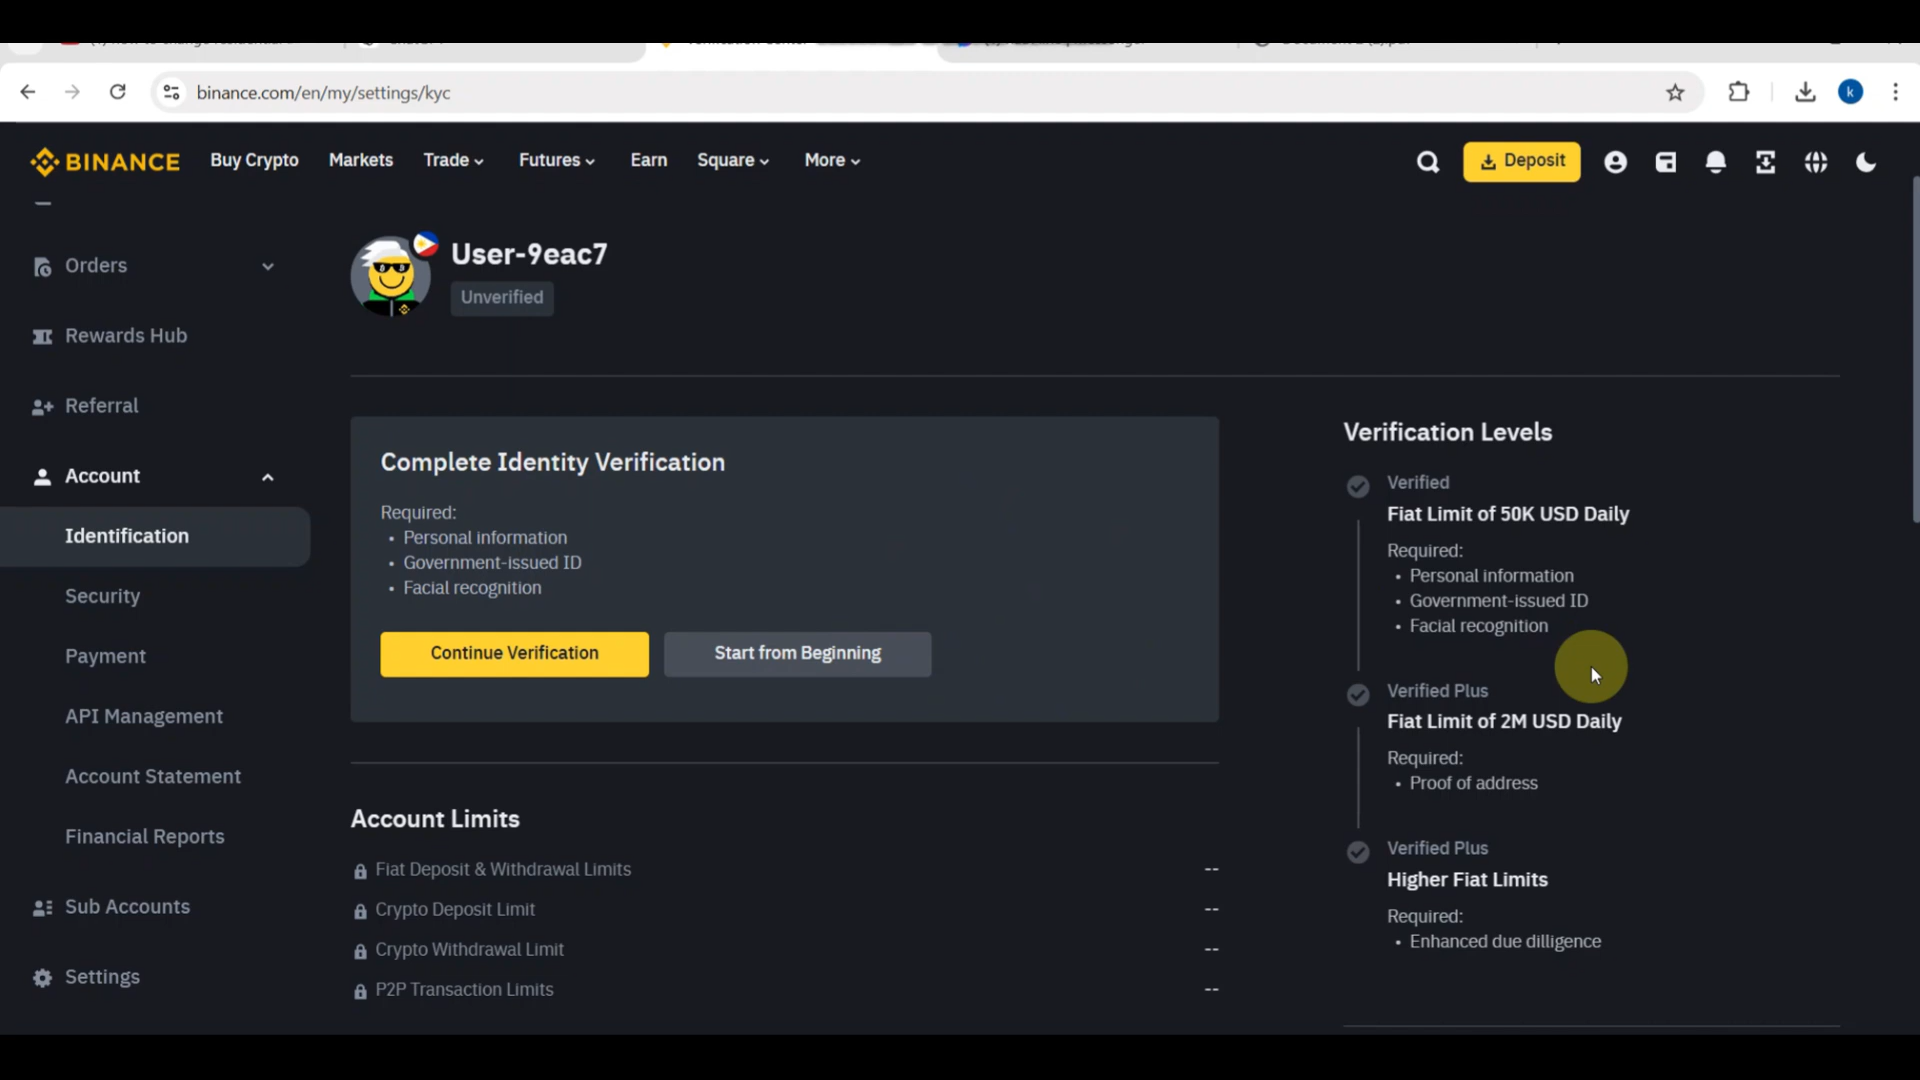 binance.com/en/my/settings/kyc
k
BINANCE
Buy Crypto
Markets
Trade
Futures
Earn
Square
More
Deposit
Orders
Rewards Hub
Referral
Account
Identification
Security
Payment
API Management
Account Statement
Financial Reports
Sub Accounts
Settings
User-9eac7
Unverified
Complete Identity Verification
Required:
• Personal information
• Government-issued ID
• Facial recognition
Continue Verification
Start from Beginning
Account Limits
Fiat Deposit & Withdrawal Limits --
Crypto Deposit Limit --
Crypto Withdrawal Limit --
P2P Transaction Limits --
Verification Levels
Verified
Fiat Limit of 50K USD Daily
Required:
• Personal information
• Government-issued ID
• Facial recognition
Verified Plus
Fiat Limit of 2M USD Daily
Required:
• Proof of address
Verified Plus
Higher Fiat Limits
Required:
• Enhanced due dilligence